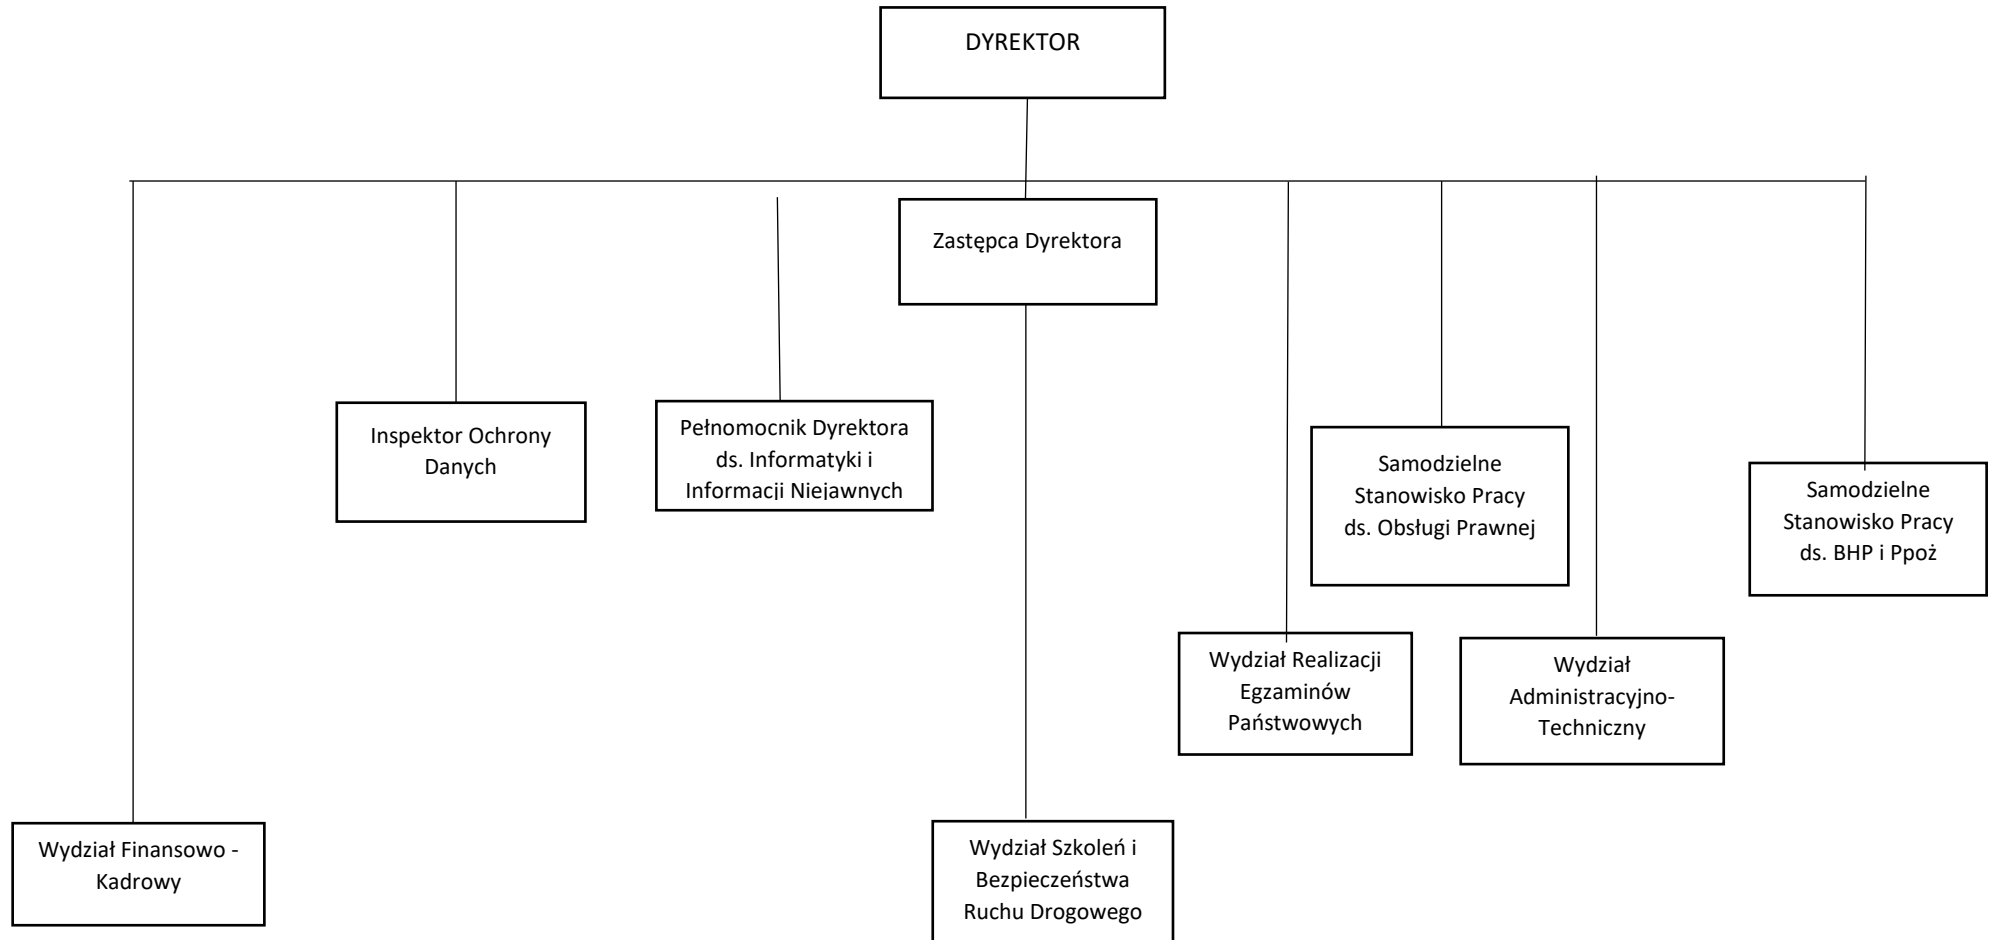 DYREKTOR
Zastępca Dyrektora
Inspektor Ochrony
Danych
Pełnomocnik Dyrektora
ds. Informatyki i
Informacji Niejawnych
Samodzielne
Stanowisko Pracy
ds. Obsługi Prawnej
Samodzielne
Stanowisko Pracy
ds. BHP i Ppoż
Wydział Realizacji
Egzaminów
Państwowych
Wydział
Administracyjno-
Techniczny
Wydział Finansowo -
Kadrowy
Wydział Szkoleń i
Bezpieczeństwa
Ruchu Drogowego